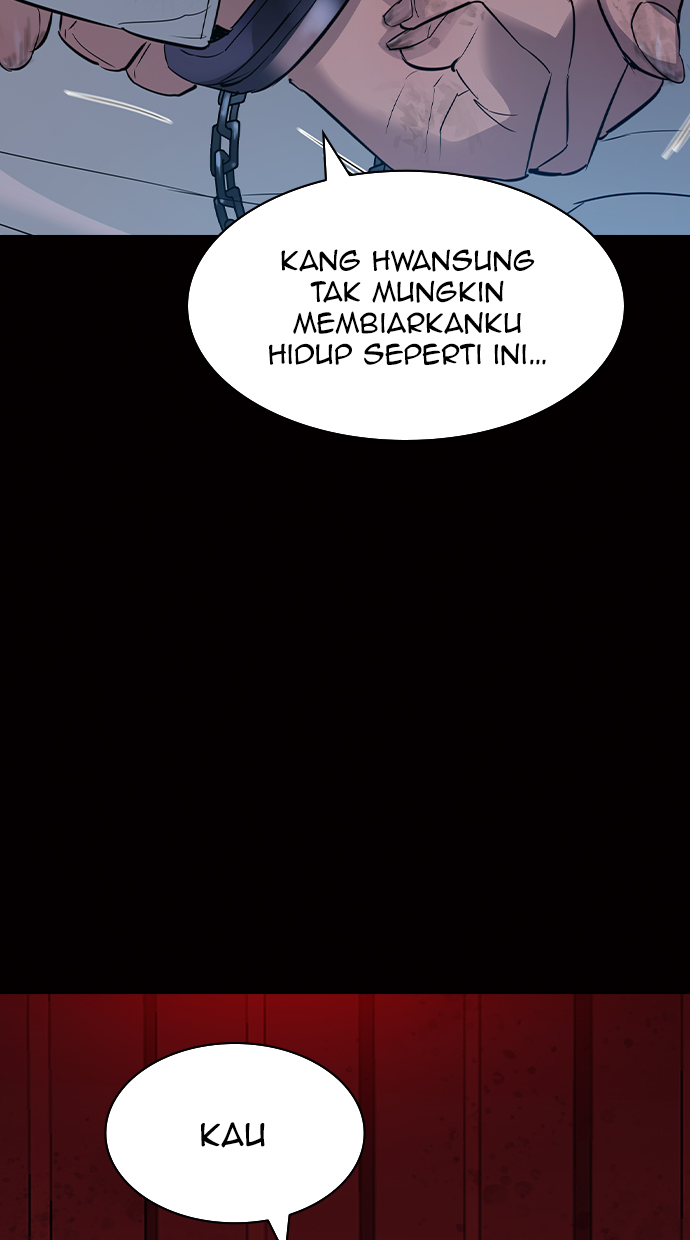 KANG HWANSUNG
TAK MUNGKIN
MEMBIARKANKU
HIDUP SEPERTI INI...
KAU